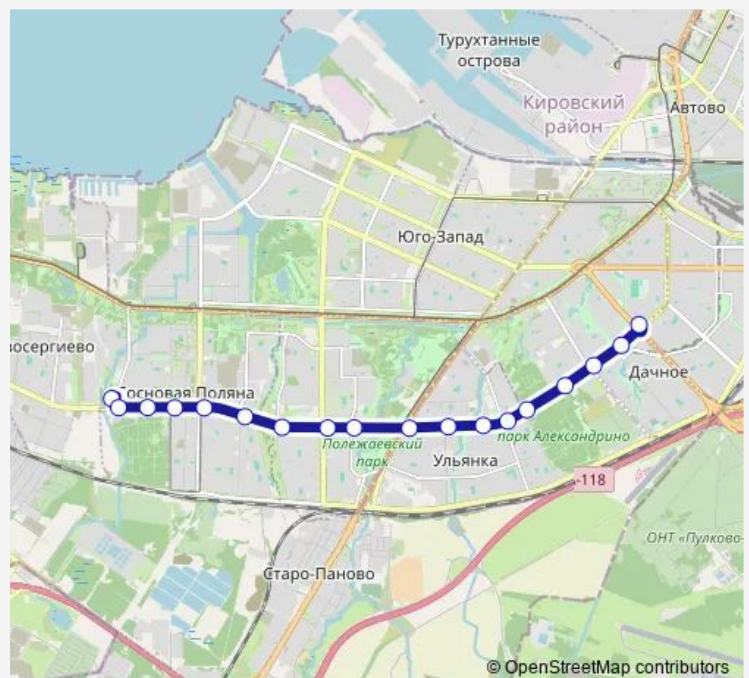 Турухтанные
острова
Кировский
район
Автово
Юго-Запад
восергиево
Сосновая Поляна
Дачное
Полежаевский
парк
парк Александрино
Ульянка
-118
ОНТ «Пулково-
Старо-Паново
© OpenStreetMap contributors